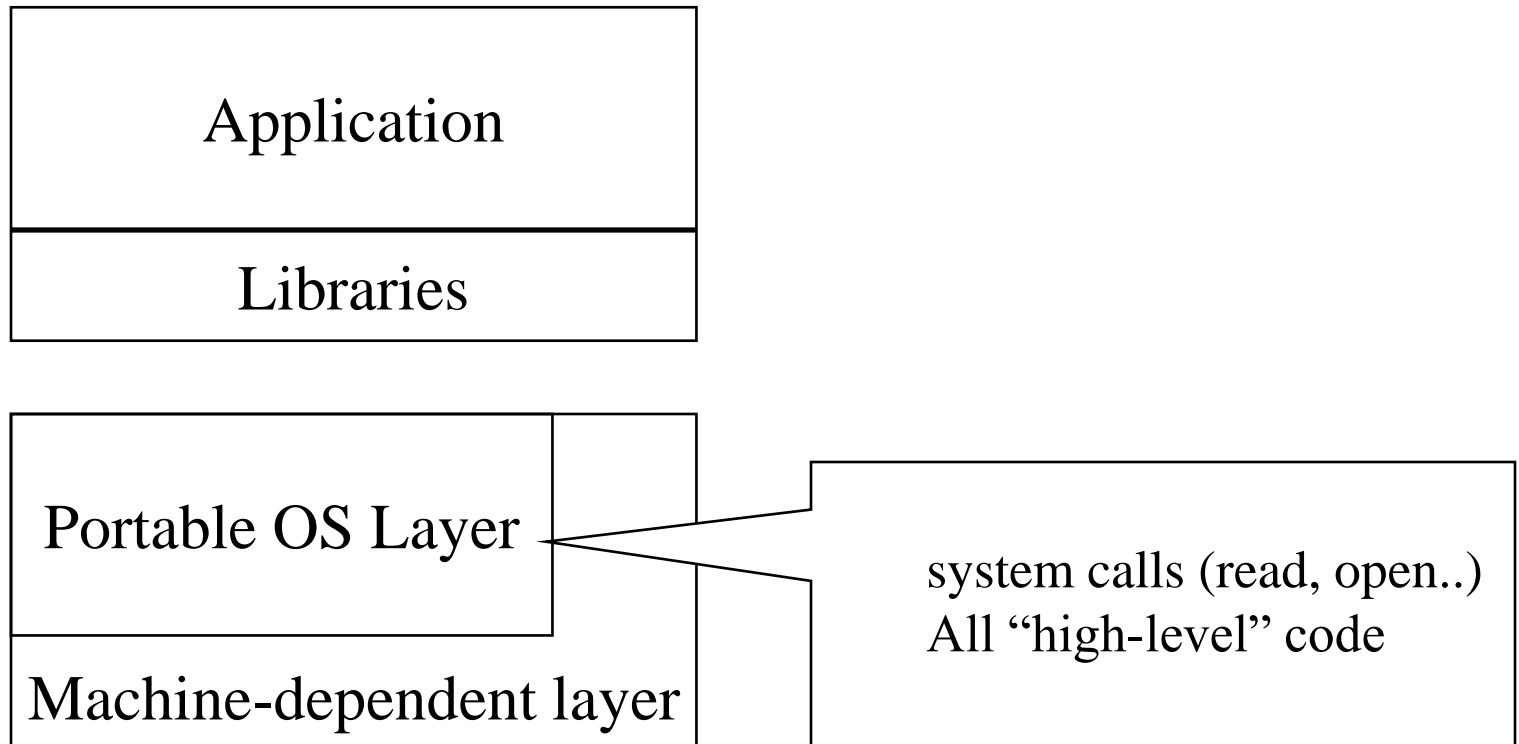 Application
Libraries
Portable OS Layer
system calls (read, open..)
All “high-level” code
Machine-dependent layer